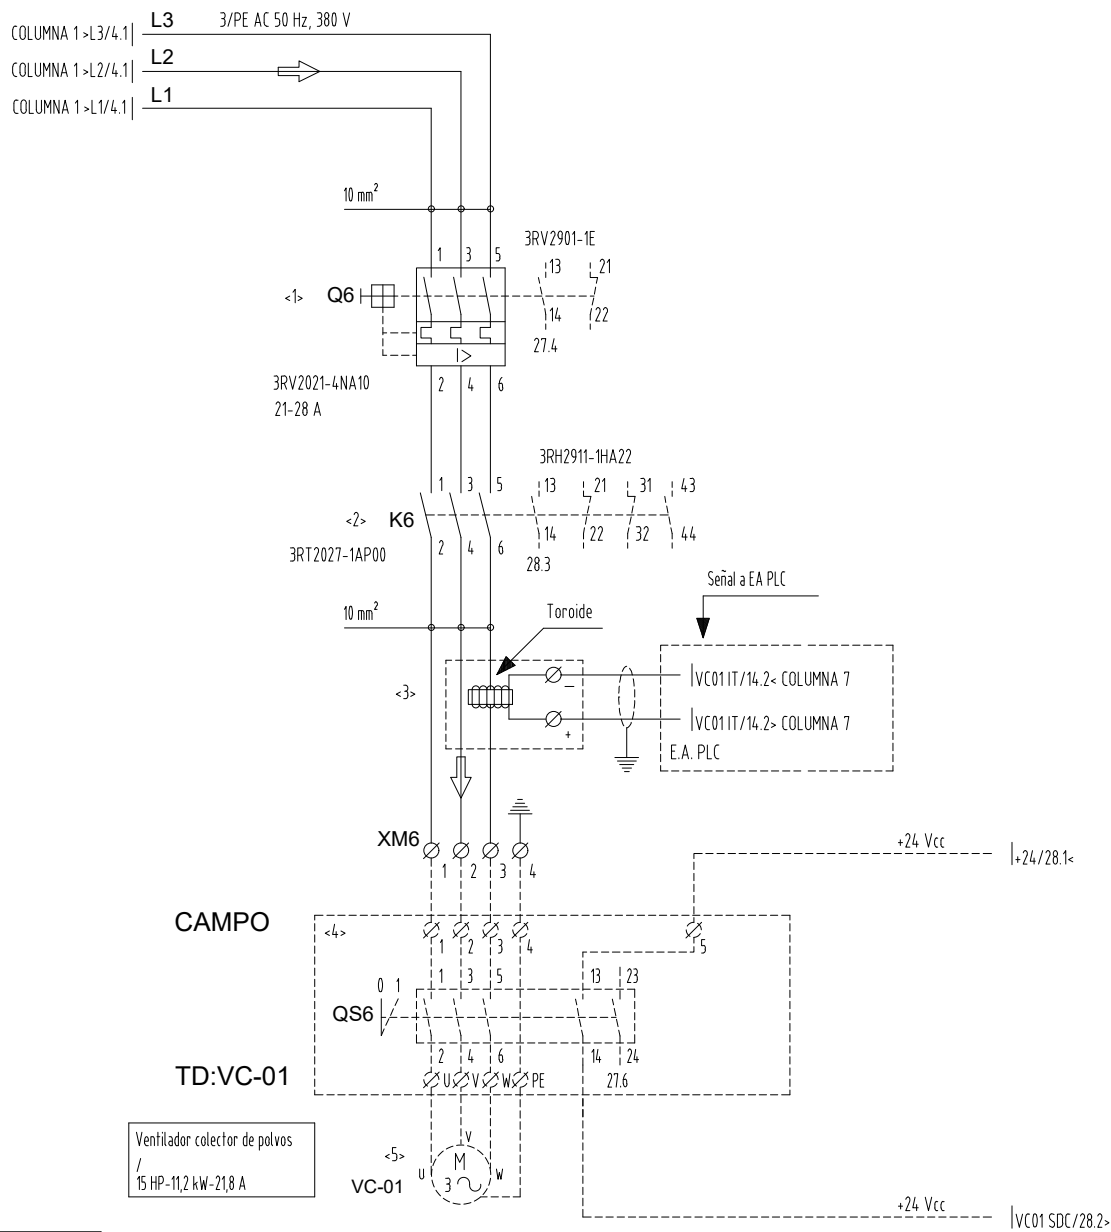 L3 3/PE AC 50 Hz, 380 V
COLUMNA 1 >L3/4.1
L2
COLUMNA 1 >L2/4.1
L1
COLUMNA 1 >L1/4.1
10 mm²
3RV2901-1E
1 3 5 13 21
<1> Q6
14 22
27.4
I>
3RV2021-4NA10
21-28 A
2 4 6
3RH2911-1HA22
1 3 5 13 21 31 43
<2> K6
3RT2027-1AP00
2 4 6 14 22 32 44
28.3
10 mm²
Toroide
Señal a EA PLC
<3>
−
VC01 IT/14.2< COLUMNA 7
+
VC01 IT/14.2> COLUMNA 7
E.A. PLC
XM6
1 2 3 4
+24 Vcc
+24/28.1<
CAMPO
<4>
1 2 3 4 5
0 1
1 3 5 13 23
QS6
2 4 6 14 24
TD:VC-01
U V W PE 27.6
Ventilador colector de polvos
/
15 HP-11,2 kW-21,8 A
<5>
VC-01
U V W
M
3
+24 Vcc
VC01 SDC/28.2>